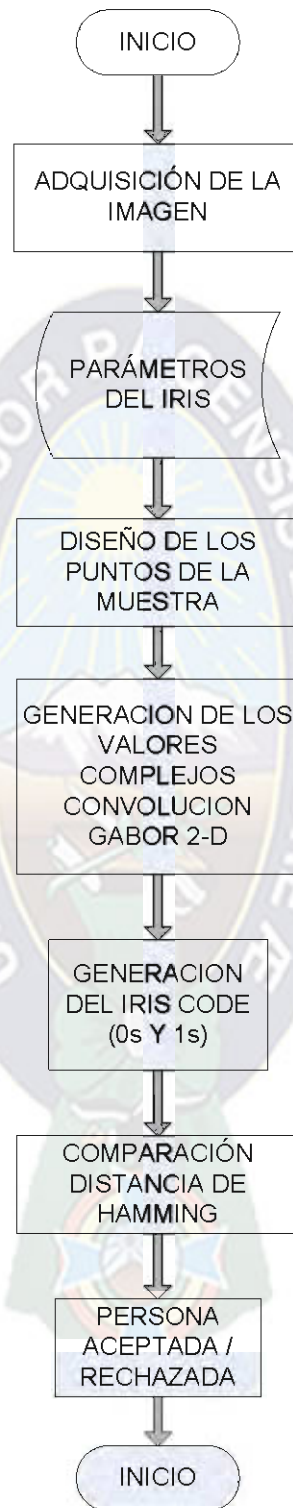 INICIO
ADQUISICIÓN DE LA
IMAGEN
PARÁMETROS
DEL IRIS
DISEÑO DE LOS
PUNTOS DE LA
MUESTRA
GENERACION DE LOS
VALORES
COMPLEJOS
CONVOLUCION
GABOR 2-D
GENERACION
DEL IRIS CODE
(0s Y 1s)
COMPARACIÓN
DISTANCIA DE
HAMMING
PERSONA
ACEPTADA /
RECHAZADA
INICIO